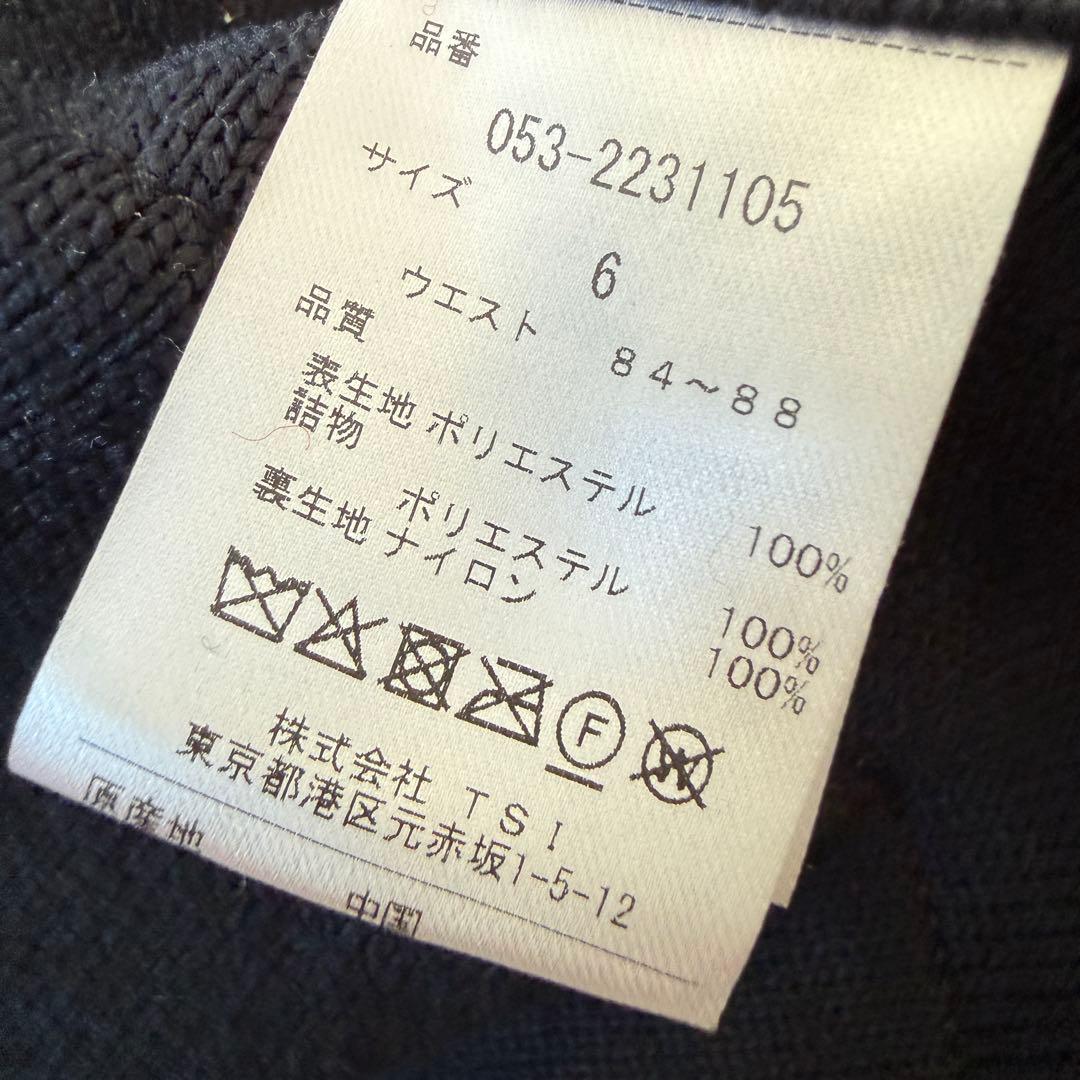 品番
053-2231105
サイズ
6
ウエスト 84~88
品質
表生地 ポリエステル 100%
詰物
ポリエステル 100%
裏生地 ナイロン 100%
F
W
株式会社 TSI
東京都港区元赤坂1-5-12
原産地
中国